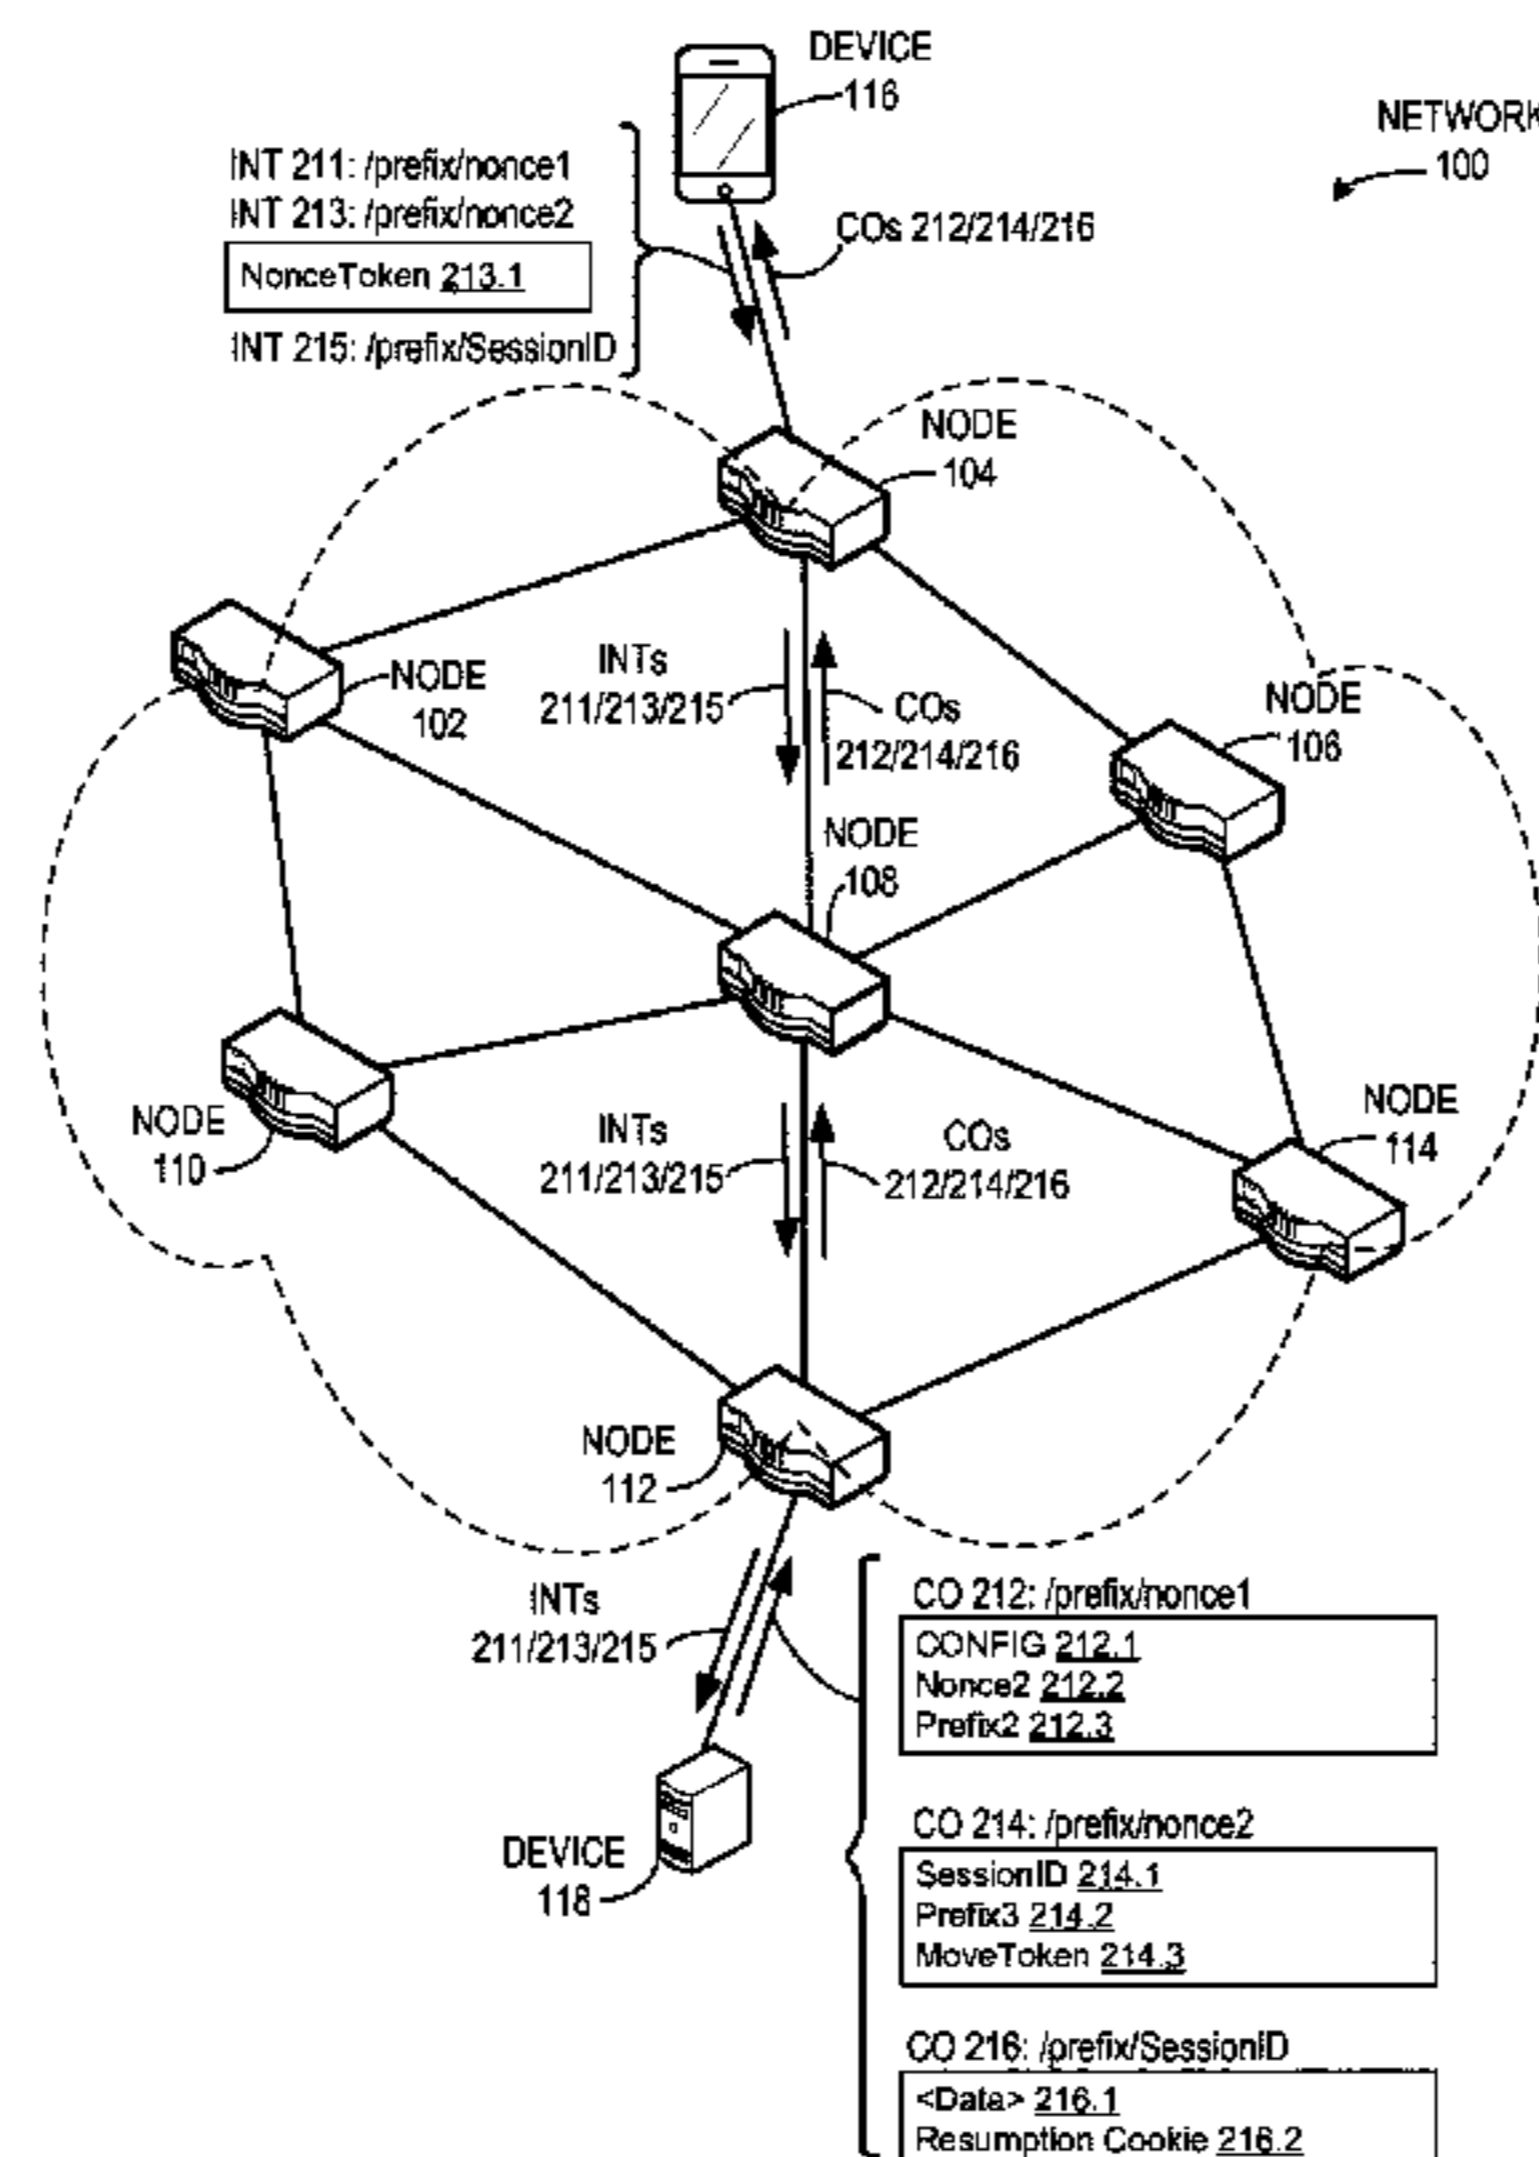 DEVICE
116
NETWORK
100
INT 211: /prefix/nonce1
INT 213: /prefix/nonce2
NonceToken 213.1
INT 215: /prefix/SessionID
COs 212/214/216
NODE
104
NODE
102
INTs
211/213/215
COs
212/214/216
NODE
106
NODE
108
NODE
110
INTs
211/213/215
COs
212/214/216
NODE
114
NODE
112
INTs
211/213/215
DEVICE
118
CO 212: /prefix/nonce1
CONFIG 212.1
Nonce2 212.2
Prefix2 212.3
CO 214: /prefix/nonce2
SessionID 214.1
Prefix3 214.2
MoveToken 214.3
CO 216: /prefix/SessionID
<Data> 216.1
Resumption Cookie 216.2